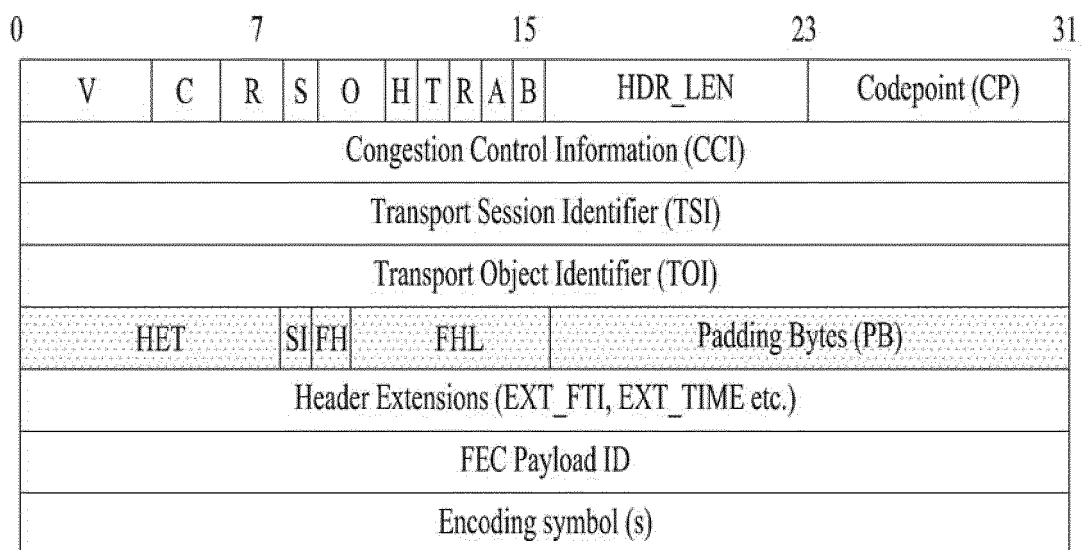 0 7 15 23 31
V C R S O H T R A B HDR_LEN Codepoint (CP)
Congestion Control Information (CCI)
Transport Session Identifier (TSI)
Transport Object Identifier (TOI)
HET SI FH FHL Padding Bytes (PB)
Header Extensions (EXT_FTI, EXT_TIME etc.)
FEC Payload ID
Encoding symbol (s)